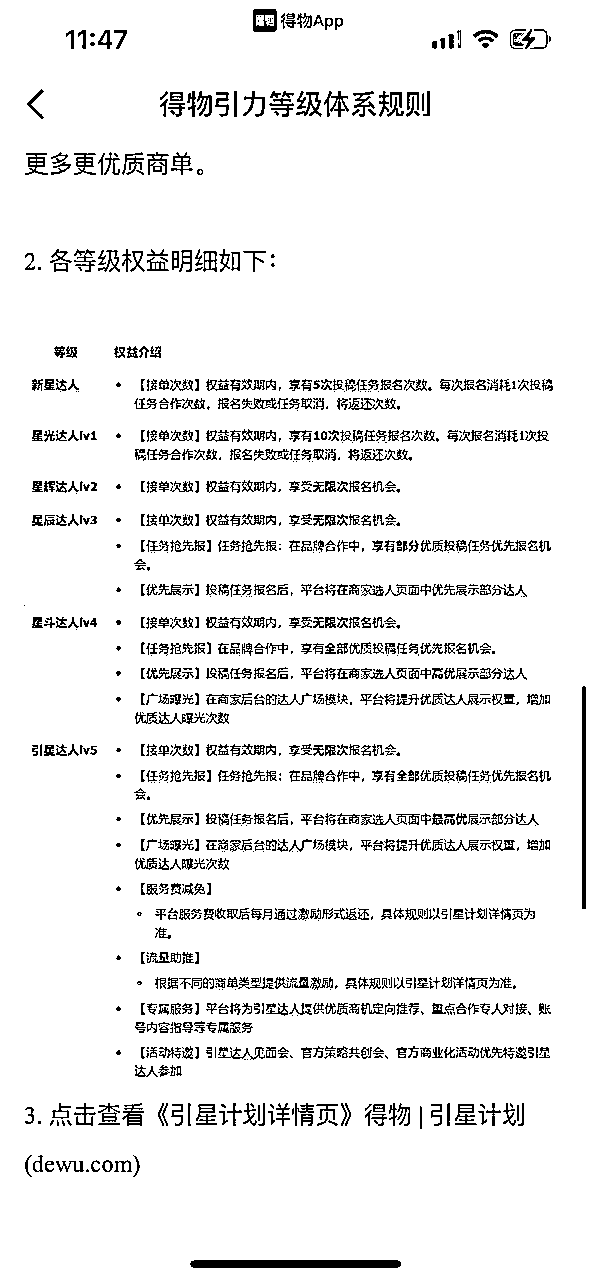 得物App
11:47
得物引力等级体系规则
更多更优质商单。
2. 各等级权益明细如下：
等级 权益介绍
新星达人 • 【接单次数】权益有效期内，享有5次投稿任务报名次数。每次报名消耗1次投稿
任务合作次数，报名失败或任务取消，将返还次数。
星光达人lv1 • 【接单次数】权益有效期内，享有10次投稿任务报名次数。每次报名消耗1次投
稿任务合作次数，报名失败或任务取消，将返还次数。
星辉达人lv2 • 【接单次数】权益有效期内，享受无限次报名机会。
星辰达人lv3 • 【接单次数】权益有效期内，享受无限次报名机会。
• 【任务抢先报】任务抢先报：在品牌合作中，享有部分优质投稿任务优先报名机
会。
• 【优先展示】投稿任务报名后，平台将在商家选人页面中优先展示部分达人
星斗达人lv4 • 【接单次数】权益有效期内，享受无限次报名机会。
• 【任务抢先报】在品牌合作中，享有全部优质投稿任务优先报名机会。
• 【优先展示】投稿任务报名后，平台将在商家选人页面中高优展示部分达人
• 【广场曝光】在商家后台的达人广场模块，平台将提升优质达人展示权重，增加
优质达人曝光次数
引星达人lv5 • 【接单次数】权益有效期内，享受无限次报名机会。
• 【任务抢先报】任务抢先报：在品牌合作中，享有全部优质投稿任务优先报名机
会。
• 【优先展示】投稿任务报名后，平台将在商家选人页面中最高优展示部分达人
• 【广场曝光】在商家后台的达人广场模块，平台将提升优质达人展示权重，增加
优质达人曝光次数
• 【服务费减免】
◦ 平台服务费收取后每月通过激励形式返还，具体规则以引星计划详情页为
准。
• 【流量助推】
◦ 根据不同的商单类型提供流量激励，具体规则以引星计划详情页为准。
• 【专属服务】平台将为引星达人提供优质商机定向推荐、重点合作专人对接、账
号内容指导等专属服务
• 【活动特邀】引星达人见面会、官方策略共创会、官方商业化活动优先特邀引星
达人参加
3. 点击查看《引星计划详情页》得物 | 引星计划
(dewu.com)